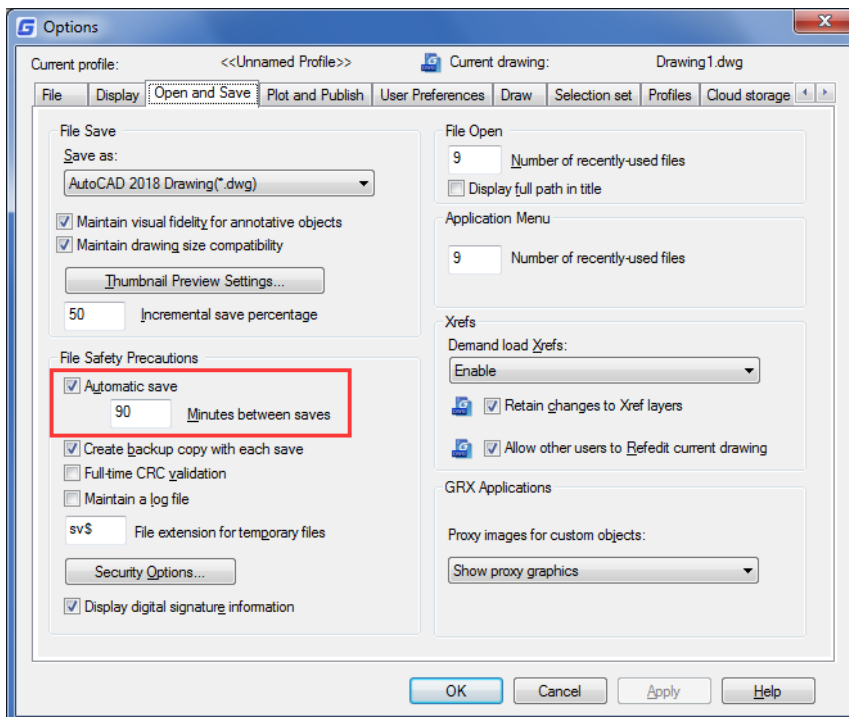 Options
Current profile: <<Unnamed Profile>> Current drawing: Drawing1.dwg
File Display Open and Save Plot and Publish User Preferences Draw Selection set Profiles Cloud storage
File Save
Save as:
AutoCAD 2018 Drawing(*.dwg)
Maintain visual fidelity for annotative objects
Maintain drawing size compatibility
Thumbnail Preview Settings...
50 Incremental save percentage
File Safety Precautions
Automatic save
90 Minutes between saves
Create backup copy with each save
Full-time CRC validation
Maintain a log file
sv$ File extension for temporary files
Security Options...
Display digital signature information
File Open
9 Number of recently-used files
Display full path in title
Application Menu
9 Number of recently-used files
Xrefs
Demand load Xrefs:
Enable
Retain changes to Xref layers
Allow other users to Refedit current drawing
GRX Applications
Proxy images for custom objects:
Show proxy graphics
OK Cancel Apply Help